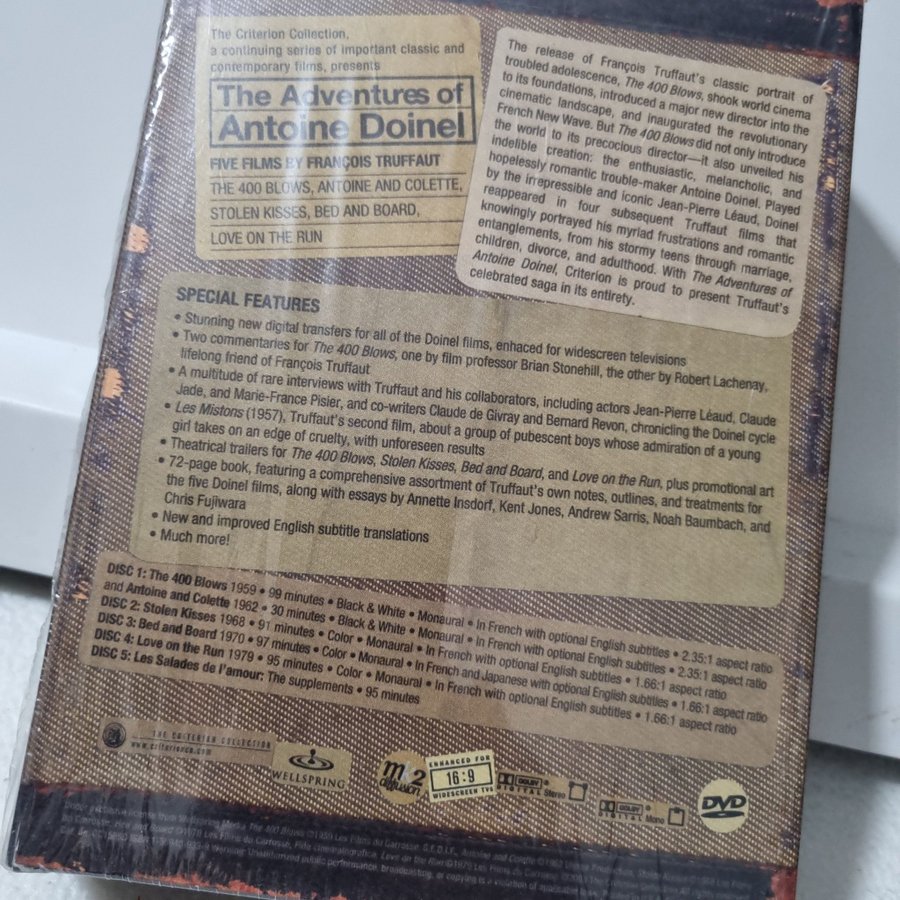 The Criterion Collection,
a continuing series of important classic and
contemporary films, presents
The Adventures of
Antoine Doinel
FIVE FILMS BY FRANÇOIS TRUFFAUT
THE 400 BLOWS, ANTOINE AND COLETTE,
STOLEN KISSES, BED AND BOARD,
LOVE ON THE RUN
The release of François Truffaut's classic portrait of
troubled adolescence, The 400 Blows, shook world cinema
to its foundations, introduced a major new director into the
cinematic landscape, and inaugurated the revolutionary
French New Wave. But The 400 Blows did not only introduce
the world to its precocious director—it also unveiled his
indelible creation: the enthusiastic, melancholic, and
hopelessly romantic trouble-maker Antoine Doinel. Played
by the irrepressible and iconic Jean-Pierre Léaud, Doinel
reappeared in four subsequent Truffaut films that
knowingly portrayed his myriad frustrations and romantic
entanglements, from his stormy teens through marriage,
children, divorce, and adulthood. With The Adventures of
Antoine Doinel, Criterion is proud to present Truffaut's
celebrated saga in its entirety.
SPECIAL FEATURES
• Stunning new digital transfers for all of the Doinel films, enhaced for widescreen televisions
• Two commentaries for The 400 Blows, one by film professor Brian Stonehill, the other by Robert Lachenay,
lifelong friend of François Truffaut
• A multitude of rare interviews with Truffaut and his collaborators, including actors Jean-Pierre Léaud, Claude
Jade, and Marie-France Pisier, and co-writers Claude de Givray and Bernard Revon, chronicling the Doinel cycle
• Les Mistons (1957), Truffaut's second film, about a group of pubescent boys whose admiration of a young
girl takes on an edge of cruelty, with unforeseen results
• Theatrical trailers for The 400 Blows, Stolen Kisses, Bed and Board, and Love on the Run, plus promotional art
• 72-page book, featuring a comprehensive assortment of Truffaut's own notes, outlines, and treatments for
the five Doinel films, along with essays by Annette Insdorf, Kent Jones, Andrew Sarris, Noah Baumbach, and
Chris Fujiwara
• New and improved English subtitle translations
• Much more!
DISC 1: The 400 Blows 1959 • 99 minutes • Black & White • Monaural • In French with optional English subtitles • 2.35:1 aspect ratio
and Antoine and Colette 1962 • 30 minutes • Black & White • Monaural • In French with optional English subtitles • 2.35:1 aspect ratio
DISC 2: Stolen Kisses 1968 • 91 minutes • Color • Monaural • In French with optional English subtitles • 1.66:1 aspect ratio
DISC 3: Bed and Board 1970 • 97 minutes • Color • Monaural • In French and Japanese with optional English subtitles • 1.66:1 aspect ratio
DISC 4: Love on the Run 1979 • 95 minutes • Color • Monaural • In French with optional English subtitles • 1.66:1 aspect ratio
DISC 5: Les Salades de l'amour: The supplements • 95 minutes
THE CRITERION COLLECTION
www.criterionco.com
WELLSPRING
mk2
diffusion
ENHANCED FOR
16:9
WIDESCREEN TVs
DOLBY
DIGITAL Stereo
DOLBY
DIGITAL Mono
DVD